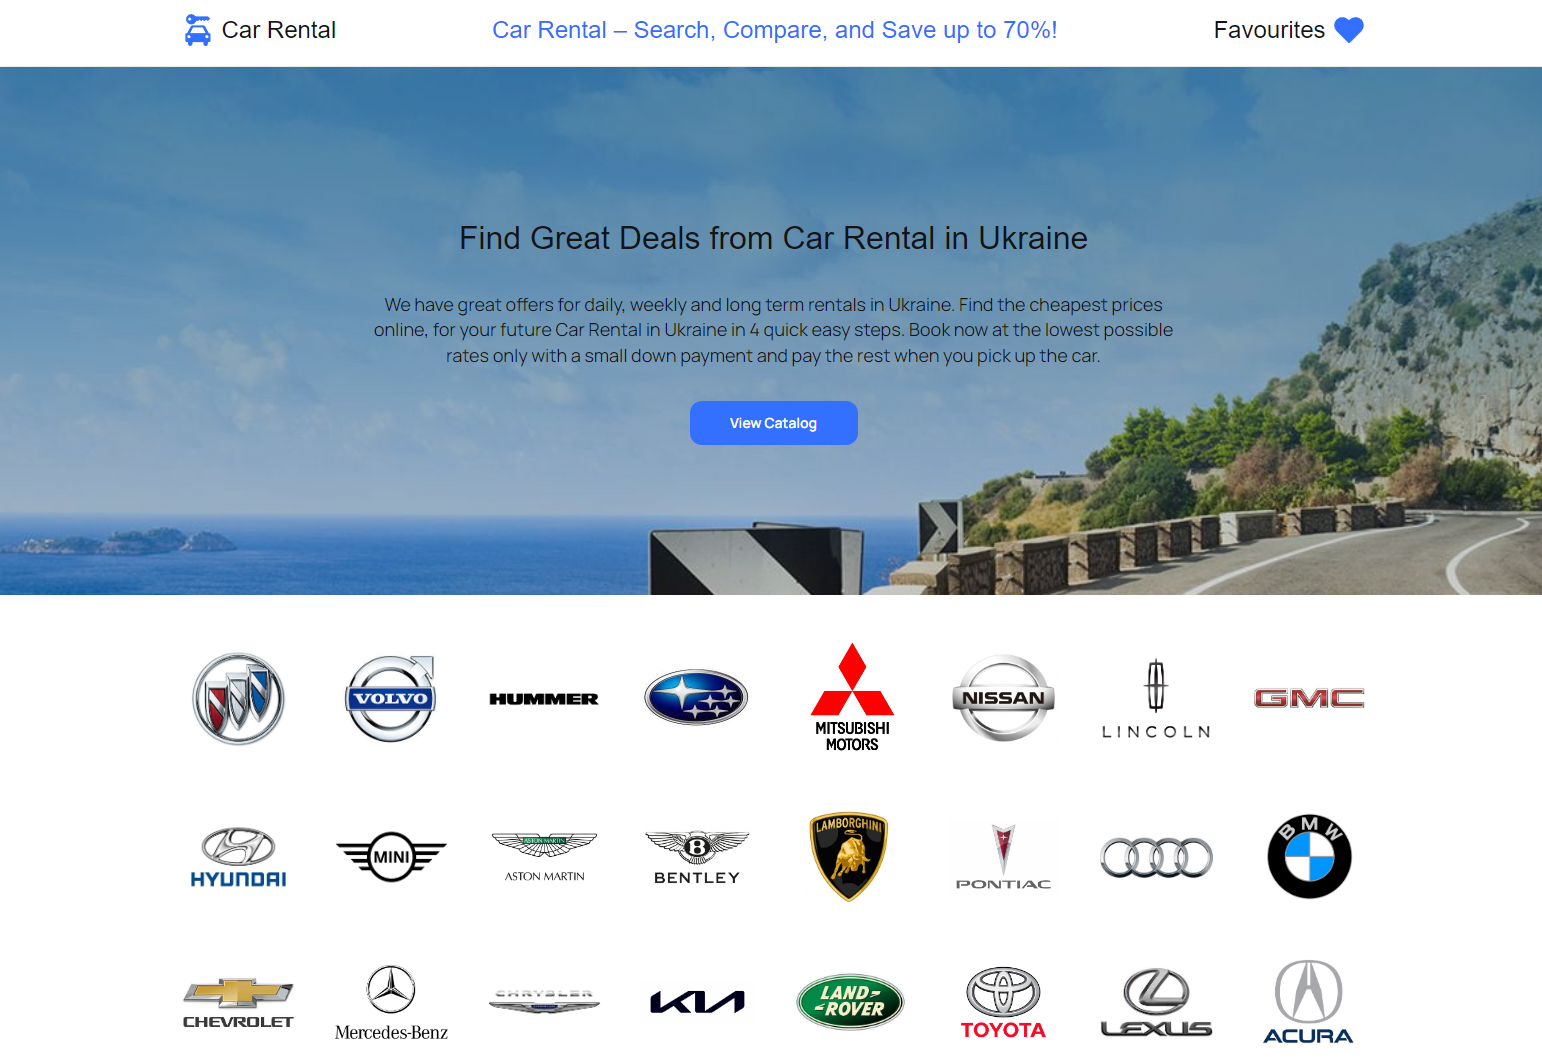 Car Rental
Car Rental – Search, Compare, and Save up to 70%!
Favourites
Find Great Deals from Car Rental in Ukraine
We have great offers for daily, weekly and long term rentals in Ukraine. Find the cheapest prices
online, for your future Car Rental in Ukraine in 4 quick easy steps. Book now at the lowest possible
rates only with a small down payment and pay the rest when you pick up the car.
View Catalog
VOLVO
HUMMER
MITSUBISHI
MOTORS
NISSAN
LINCOLN
GMC
HYUNDAI
MINI
ASTON MARTIN
ASTON MARTIN
B
BENTLEY
LAMBORGHINI
PONTIAC
BMW
CHEVROLET
Mercedes-Benz
CHRYSLER
KIA
LAND-
-ROVER
TOYOTA
LEXUS
ACURA